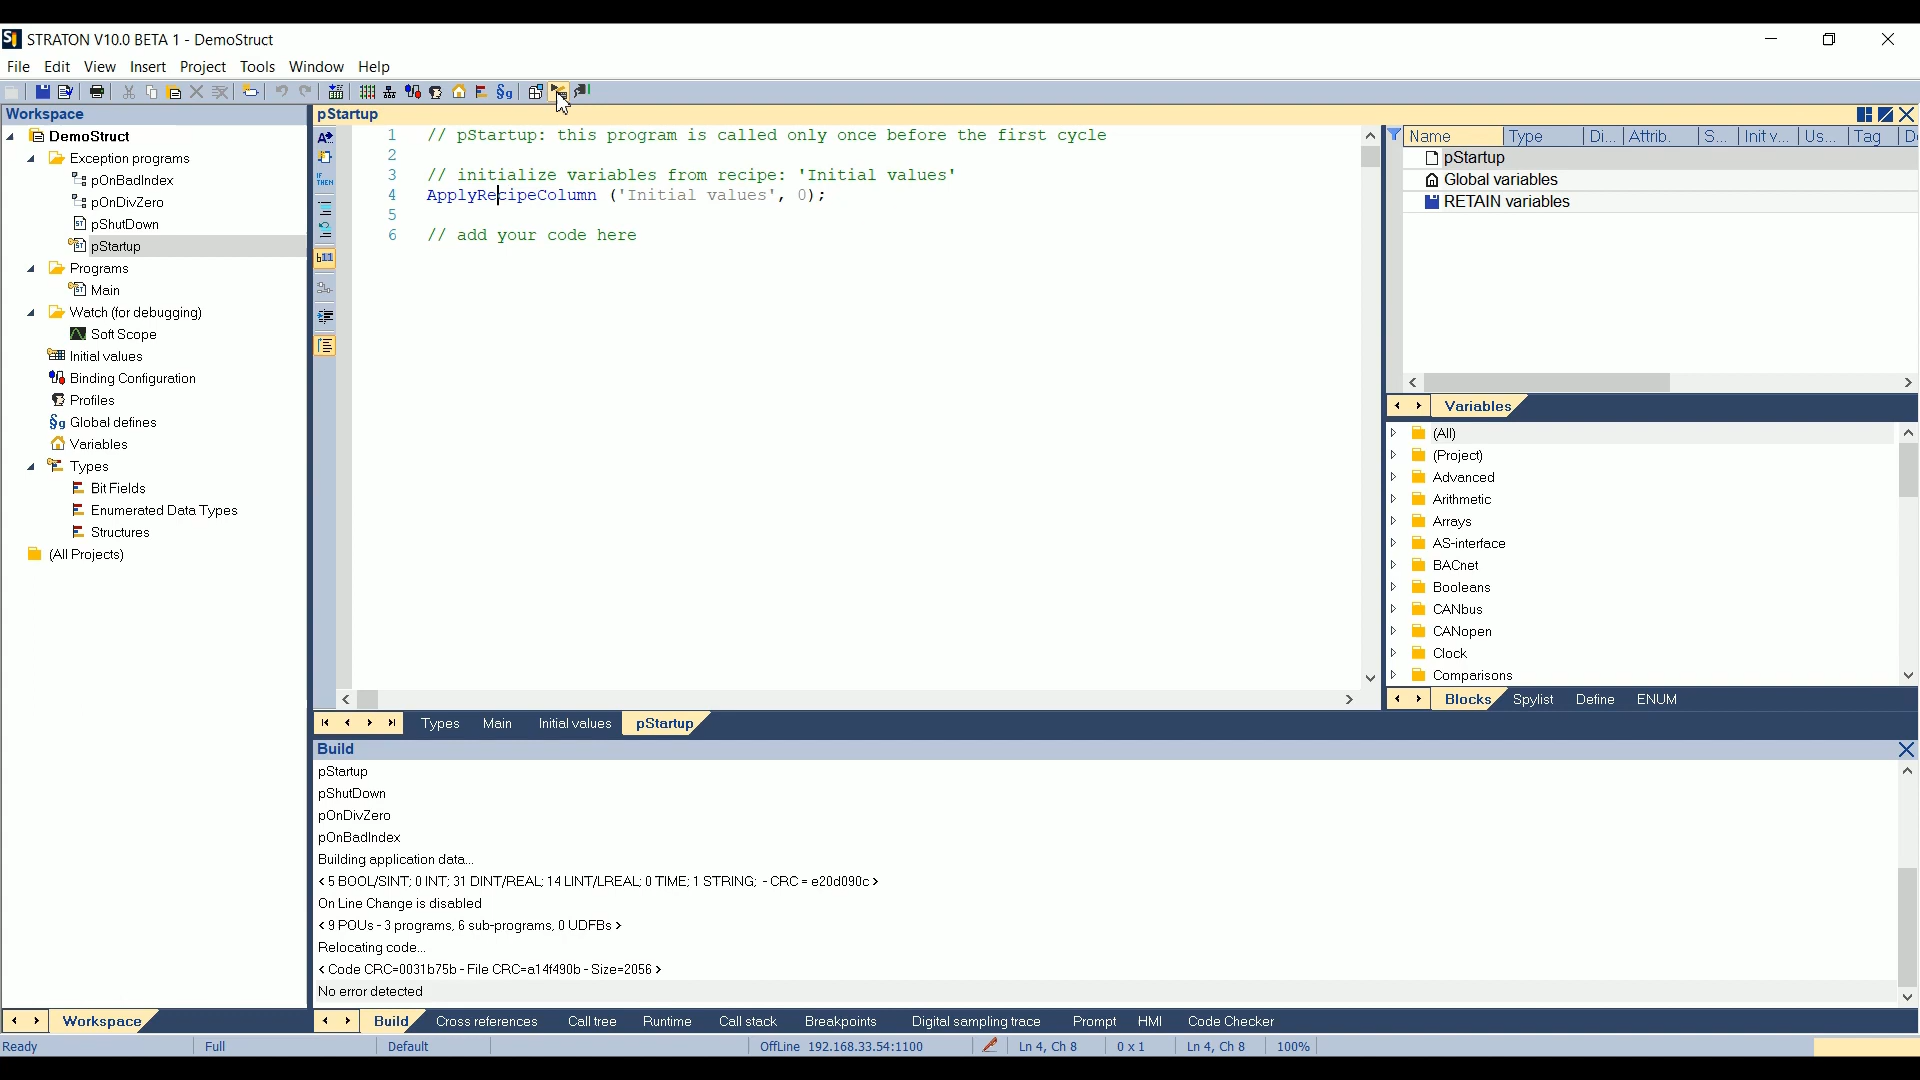 STRATON V10.0 BETA 1 - DemoStruct
File Edit View Insert Project Tools Window Help
Workspace
DemoStruct
Exception programs
pOnBadIndex
pOnDivZero
pShutDown
pStartup
Programs
Main
Watch (for debugging)
Soft Scope
Initial values
Binding Configuration
Profiles
Global defines
Variables
Types
Bit Fields
Enumerated Data Types
Structures
(All Projects)
Workspace
pStartup
1 // pStartup: this program is called only once before the first cycle
2
3 // initialize variables from recipe: 'Initial values'
4 ApplyRecipeColumn ('Initial values', 0);
5
6 // add your code here
Types Main Initial values pStartup
Name Type Di... Attrib. S... Init v... Us... Tag D
pStartup
Global variables
RETAIN variables
Variables
(All)
(Project)
Advanced
Arithmetic
Arrays
AS-interface
BACnet
Booleans
CANbus
CANopen
Clock
Comparisons
Blocks Spylist Define ENUM
Build
pStartup
pShutDown
pOnDivZero
pOnBadIndex
Building application data...
< 5 BOOL/SINT; 0 INT; 31 DINT/REAL; 14 LINT/LREAL; 0 TIME; 1 STRING; - CRC = e20d090c >
On Line Change is disabled
< 9 POUs - 3 programs, 6 sub-programs, 0 UDFBs >
Relocating code...
< Code CRC=0031b75b - File CRC=a14f490b - Size=2056 >
No error detected
Build Cross references Call tree Runtime Call stack Breakpoints Digital sampling trace Prompt HMI Code Checker
Ready Full Default OffLine 192.168.33.54:1100 Ln 4, Ch 8 0 x 1 Ln 4, Ch 8 100%